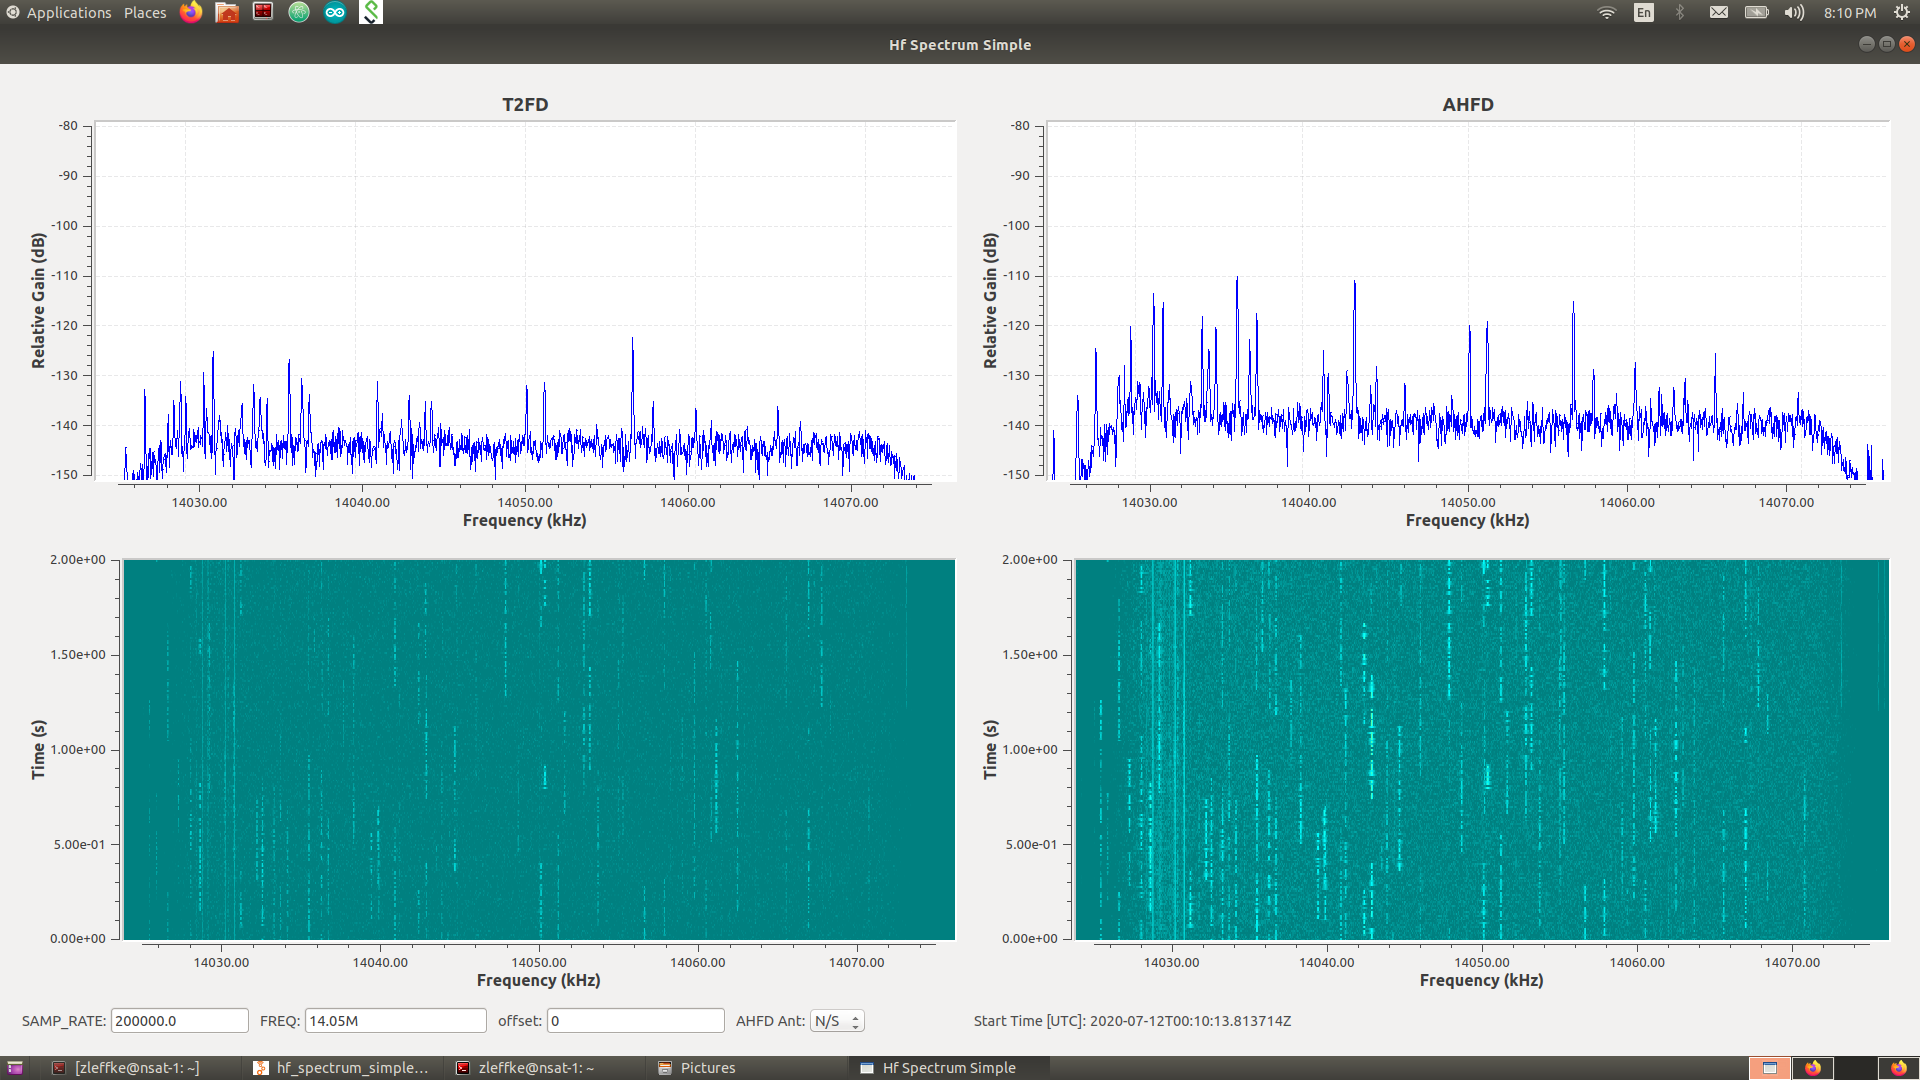 Applications Places En 8:10 PM
Hf Spectrum Simple
T2FD
-80
-90
-100
-110
-120
-130
-140
-150
Relative Gain (dB)
14030.00 14040.00 14050.00 14060.00 14070.00
Frequency (kHz)
AHFD
-80
-90
-100
-110
-120
-130
-140
-150
Relative Gain (dB)
14030.00 14040.00 14050.00 14060.00 14070.00
Frequency (kHz)
2.00e+00
1.50e+00
1.00e+00
5.00e-01
0.00e+00
Time (s)
14030.00 14040.00 14050.00 14060.00 14070.00
Frequency (kHz)
2.00e+00
1.50e+00
1.00e+00
5.00e-01
0.00e+00
Time (s)
14030.00 14040.00 14050.00 14060.00 14070.00
Frequency (kHz)
SAMP_RATE: 200000.0 FREQ: 14.05M offset: 0 AHFD Ant: N/S Start Time [UTC]: 2020-07-12T00:10:13.813714Z
[zleffke@nsat-1: ~] hf_spectrum_simple... zleffke@nsat-1: ~ Pictures Hf Spectrum Simple